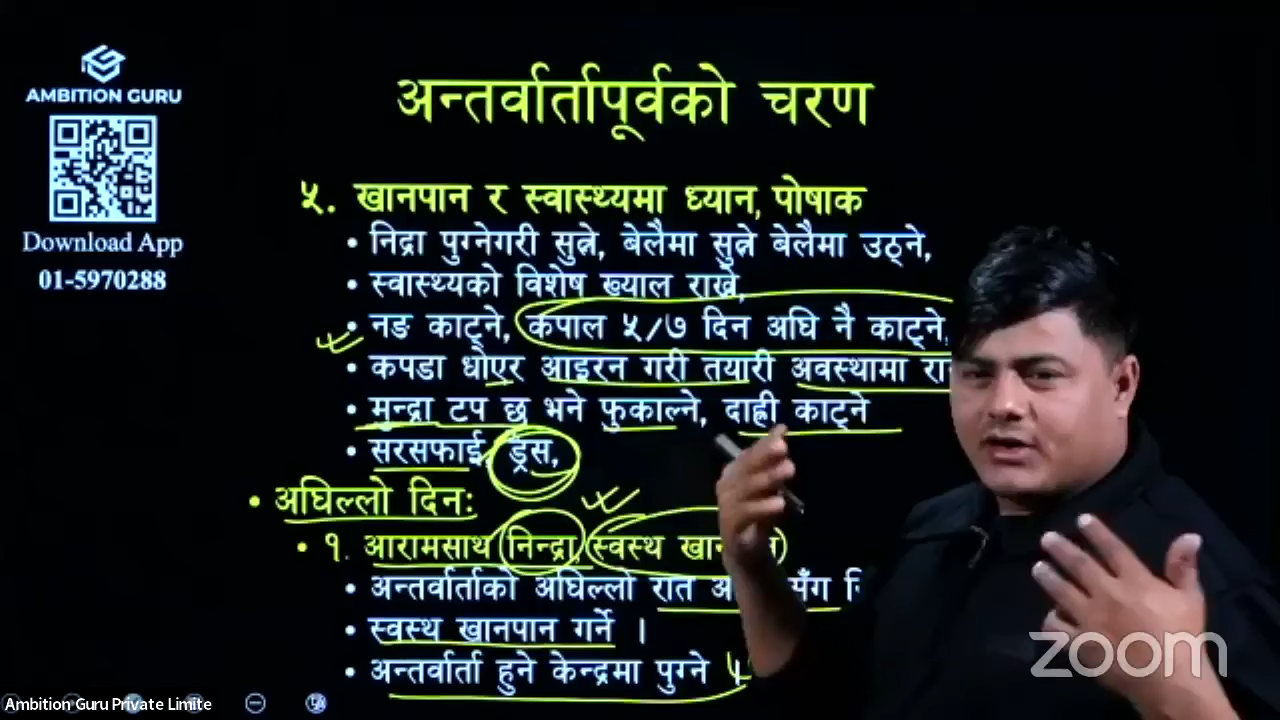 AMBITION GURU
Download App
01-5970288
अन्तर्वार्तापूर्वको चरण
५. खानपान र स्वास्थ्यमा ध्यान, पोषाक
• निद्रा पुग्नेगरी सुत्ने, बेलैमा सुत्ने बेलैमा उठ्ने,
• स्वास्थ्यको विशेष ख्याल राख्ने,
• नङ काट्ने, कपाल ५/७ दिन अघि नै काट्ने,
• कपडा धोएर आइरन गरी तयारी अवस्थामा
• मुन्द्रा टप छ भने फुकाल्ने, दाह्री काट्ने
• सरसफाई, ड्रेस,
• अघिल्लो दिनः
• १. आरामसाथ निन्द्रा, स्वस्थ
• अन्तर्वार्ताको अघिल्लो रात
• स्वस्थ खानपान गर्ने ।
• अन्तर्वार्ता हुने केन्द्रमा पुग्ने
zoom
Ambition Guru Private Limite